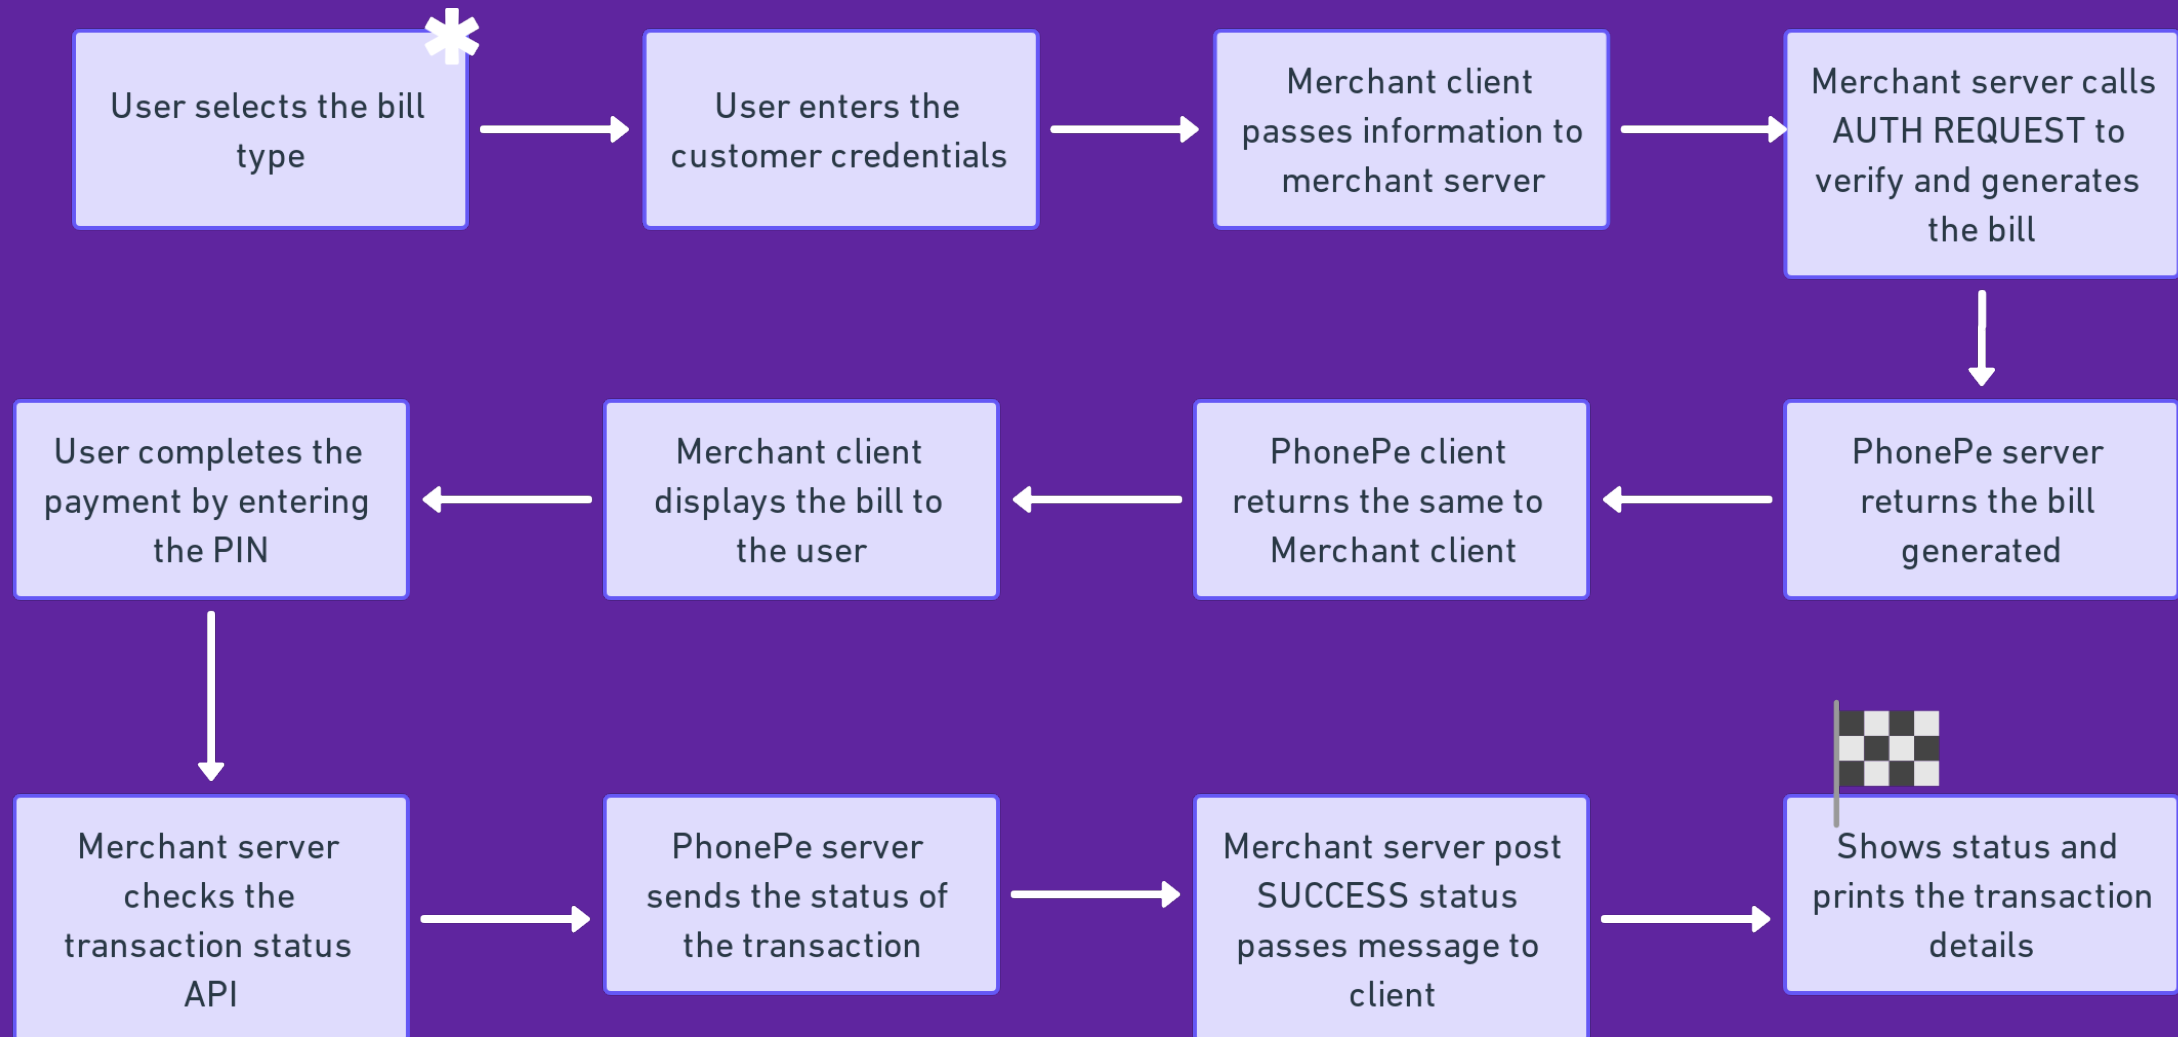 User selects the bill
type
User enters the
customer credentials
Merchant client
passes information to
merchant server
Merchant server calls
AUTH REQUEST to
verify and generates
the bill
PhonePe server
returns the bill
generated
PhonePe client
returns the same to
Merchant client
Merchant client
displays the bill to
the user
User completes the
payment by entering
the PIN
Merchant server
checks the
transaction status
API
PhonePe server
sends the status of
the transaction
Merchant server post
SUCCESS status
passes message to
client
Shows status and
prints the transaction
details